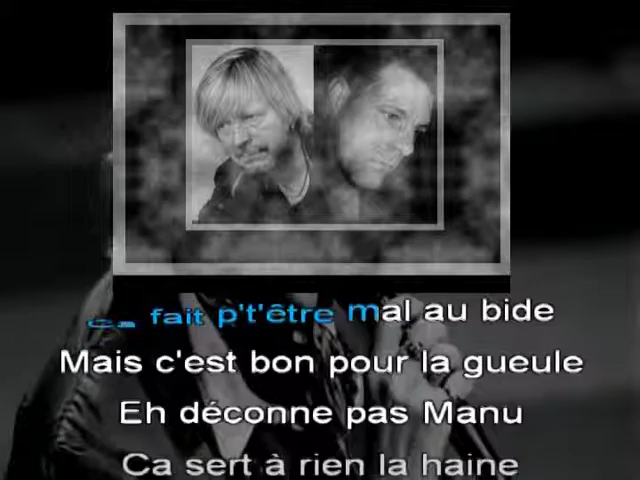 Ca fait p't'être mal au bide
Mais c'est bon pour la gueule
Eh déconne pas Manu
Ca sert à rien la haine